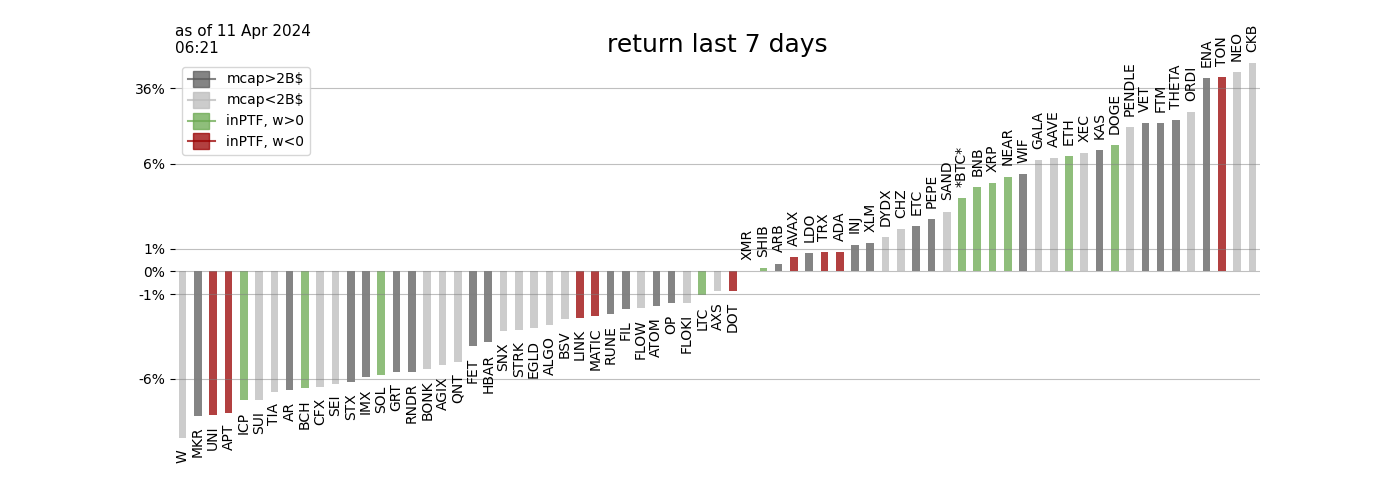 as of 11 Apr 2024
06:21
return last 7 days
mcap>2B$
mcap<2B$
inPTF, w>0
inPTF, w<0
36%
6%
1%
0%
-1%
-6%
W
MKR
UNI
APT
ICP
SUI
TIA
AR
BCH
CFX
SEI
STX
IMX
SOL
GRT
RNDR
BONK
AGIX
QNT
FET
HBAR
SNX
STRK
EGLD
ALGO
BSV
LINK
MATIC
RUNE
FIL
FLOW
ATOM
OP
FLOKI
LTC
AXS
DOT
XMR
SHIB
ARB
AVAX
LDO
TRX
ADA
INJ
XLM
DYDX
CHZ
ETC
PEPE
SAND
*BTC*
BNB
XRP
NEAR
WIF
GALA
AAVE
ETH
XEC
KAS
DOGE
PENDLE
VET
FTM
THETA
ORDI
ENA
TON
NEO
CKB